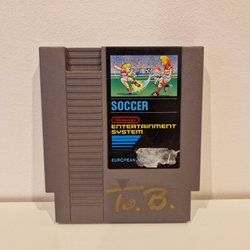 SOCCER
Nintendo
ENTERTAINMENT
SYSTEM
EUROPEAN